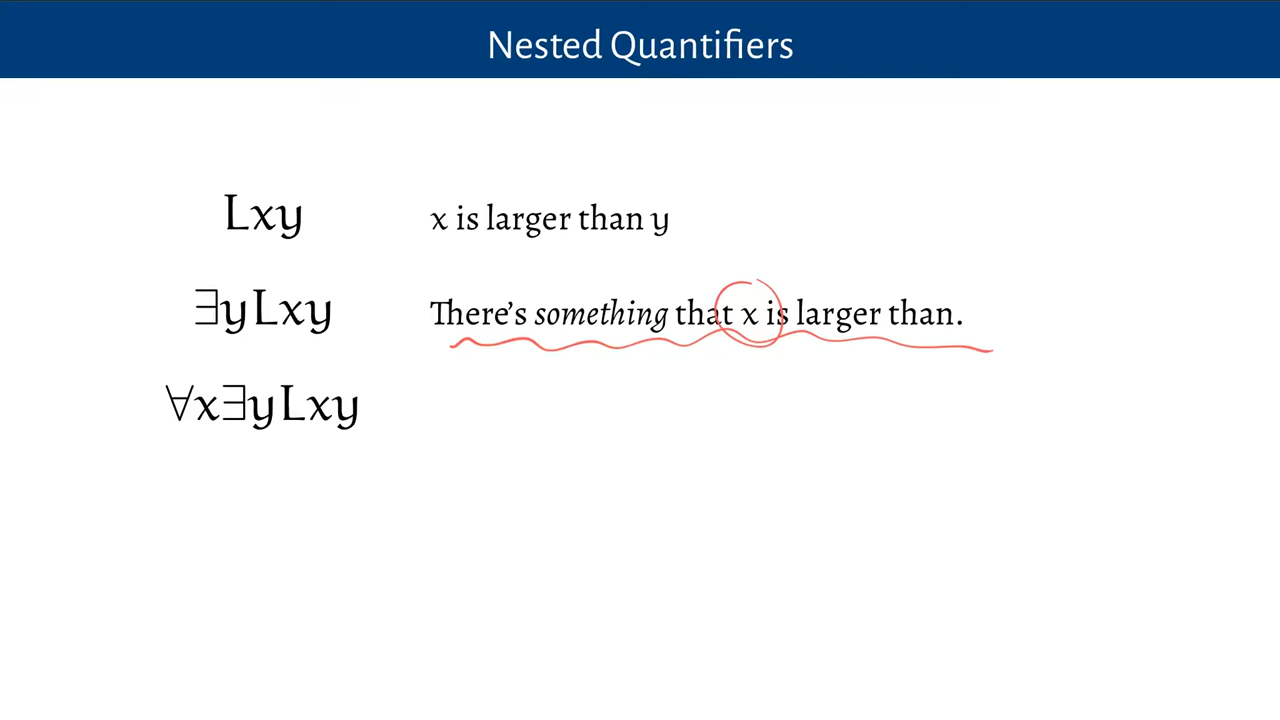 Nested Quantifiers
Lxy
x is larger than y
∃yLxy
There's something that x is larger than.
∀x∃yLxy